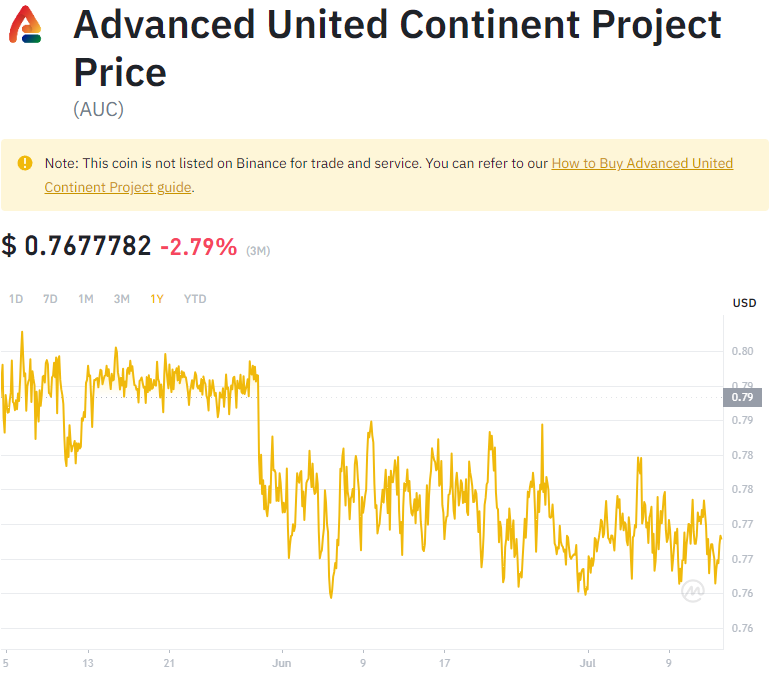 Advanced United Continent Project
Price
(AUC)
Note: This coin is not listed on Binance for trade and service. You can refer to our How to Buy Advanced United
Continent Project guide.
$ 0.7677782 -2.79% (3M)
1D 7D 1M 3M 1Y YTD
USD
0.80
0.79
0.79
0.79
0.78
0.78
0.77
0.77
0.76
0.76
5 13 21 Jun 9 17 Jul 9